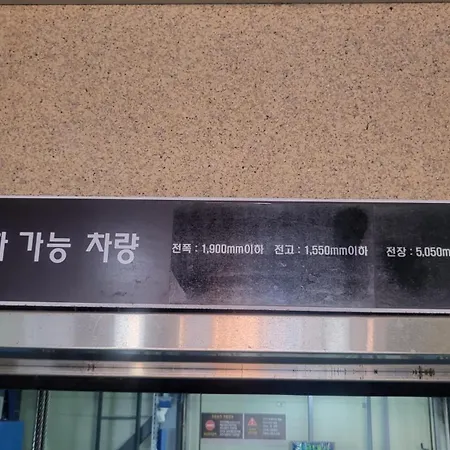 가능 차량 전폭 : 1,900mm이하 전고 : 1,550mm이하 전장 : 5,050m